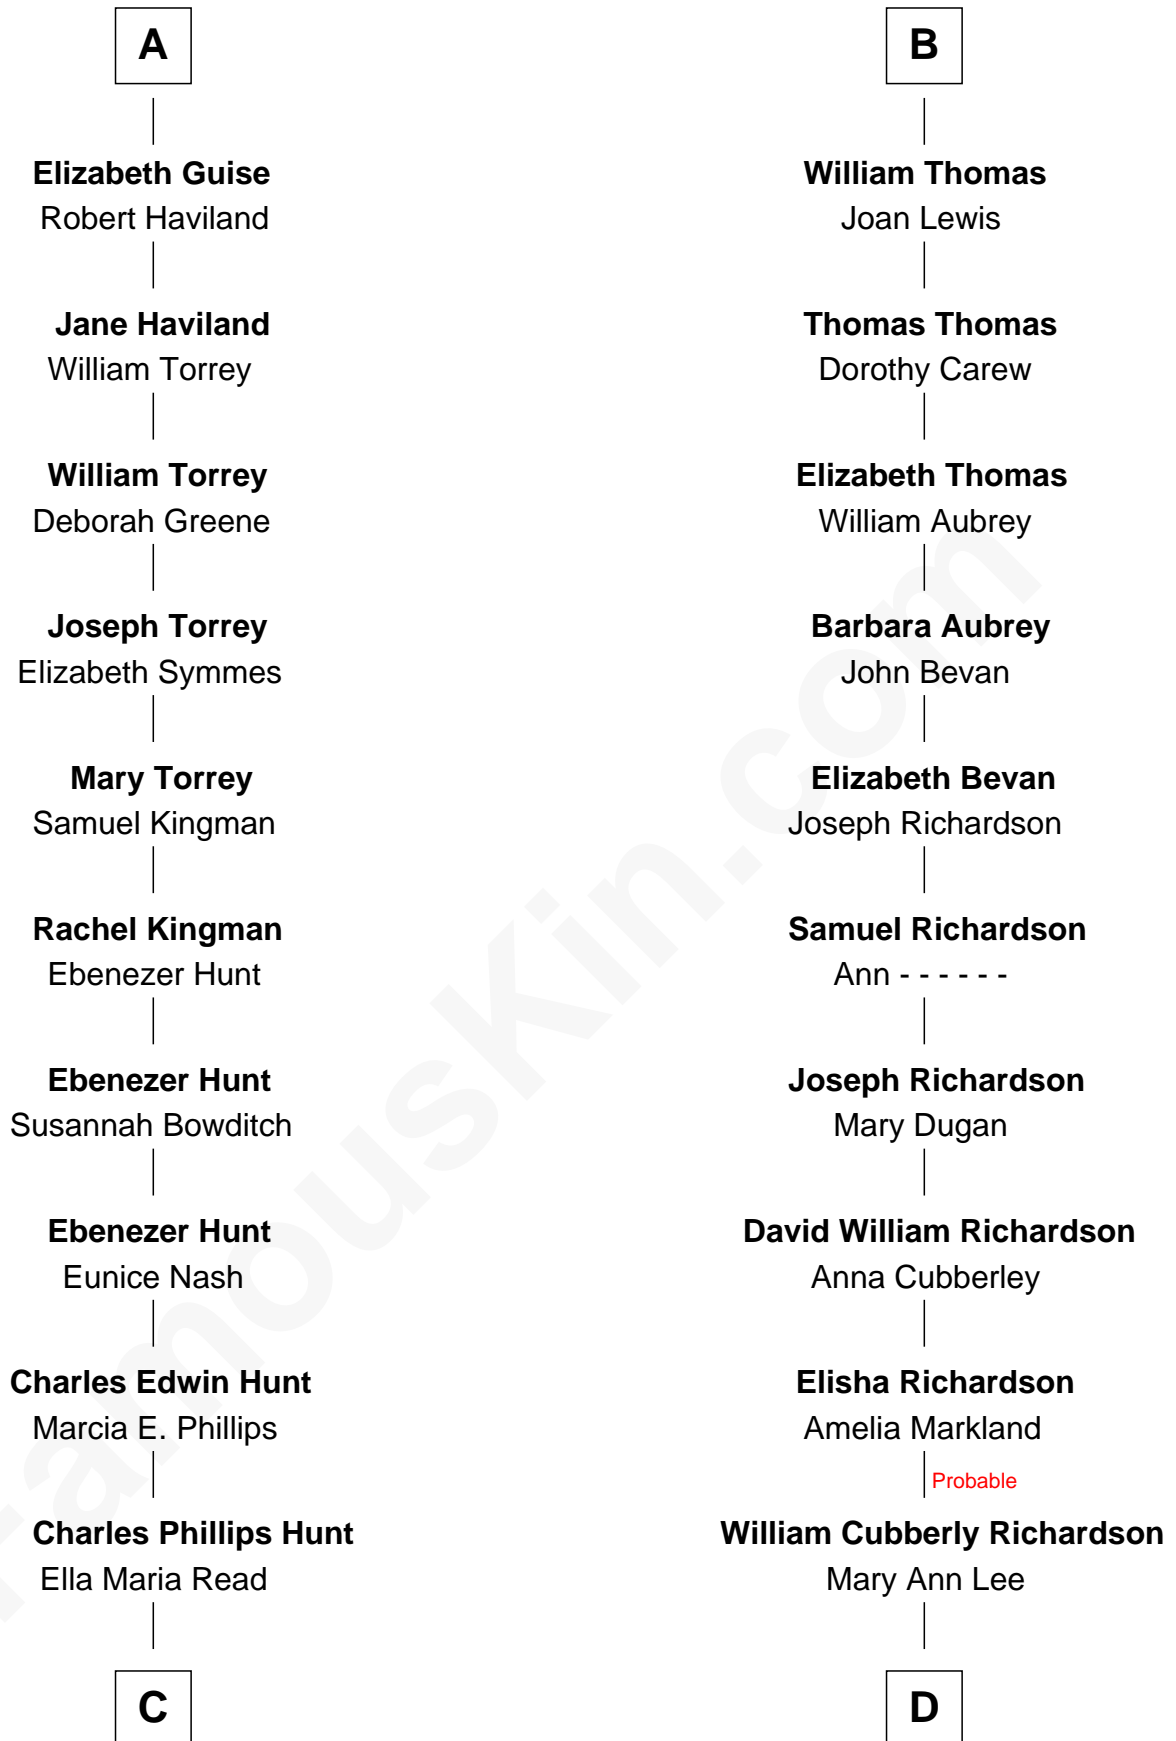 A
Elizabeth Guise
Robert Haviland
Jane Haviland
William Torrey
William Torrey
Deborah Greene
Joseph Torrey
Elizabeth Symmes
Mary Torrey
Samuel Kingman
Rachel Kingman
Ebenezer Hunt
Ebenezer Hunt
Susannah Bowditch
Ebenezer Hunt
Eunice Nash
Charles Edwin Hunt
Marcia E. Phillips
Charles Phillips Hunt
Ella Maria Read
C
B
William Thomas
Joan Lewis
Thomas Thomas
Dorothy Carew
Elizabeth Thomas
William Aubrey
Barbara Aubrey
John Bevan
Elizabeth Bevan
Joseph Richardson
Samuel Richardson
Ann - - - - - -
Joseph Richardson
Mary Dugan
David William Richardson
Anna Cubberley
Elisha Richardson
Amelia Markland
Probable
William Cubberly Richardson
Mary Ann Lee
D
FamousKin.com